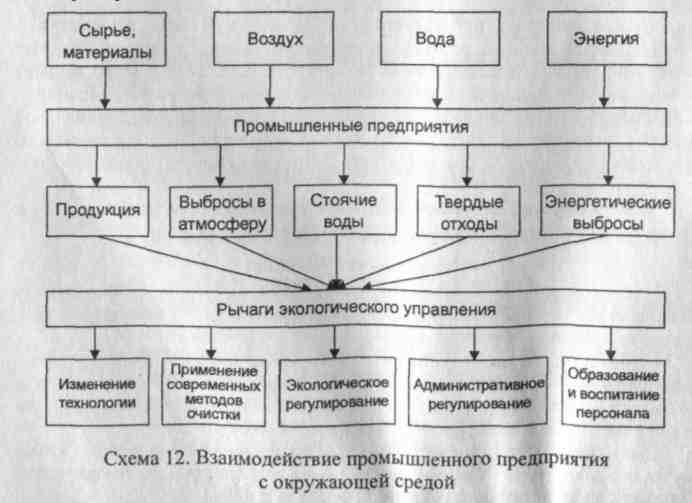 Сырье,
материалы
Воздух
Вода
Энергия
Промышленные предприятия
Продукция
Выбросы в
атмосферу
Стоячие
воды
Твердые
отходы
Энергетические
выбросы
Рычаги экологического управления
Изменение
технологии
Применение
современных
методов
очистки
Экологическое
регулирование
Административное
регулирование
Образование
и воспитание
персонала
Схема 12. Взаимодействие промышленного предприятия
с окружающей средой